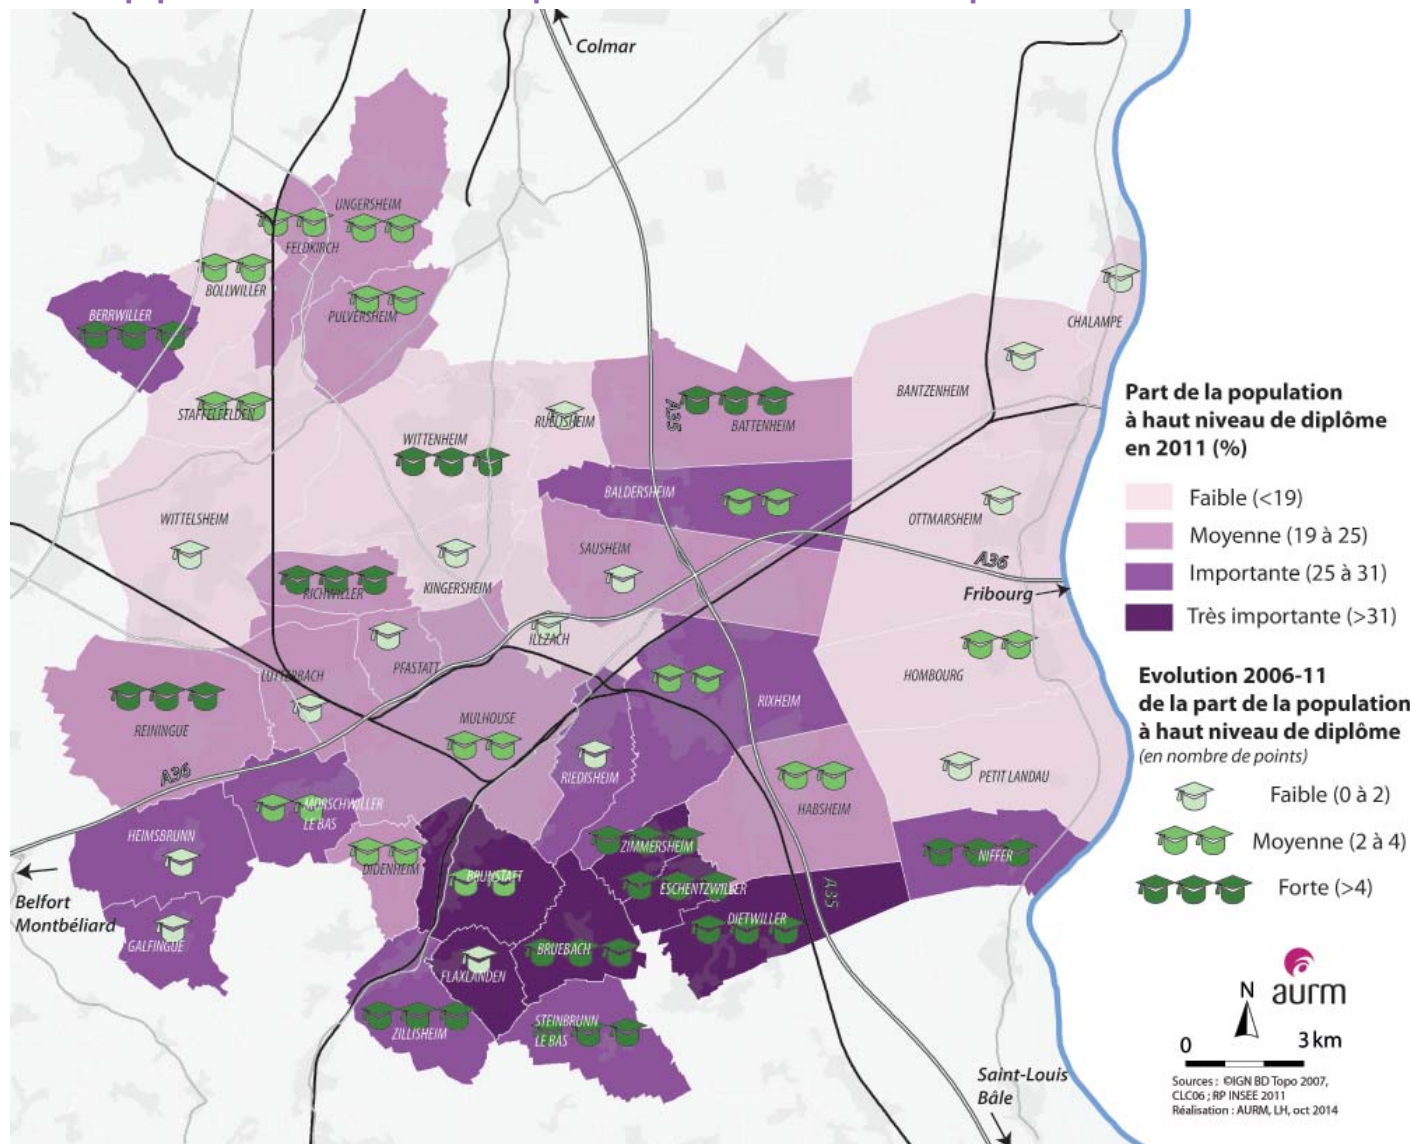 Colmar
UNGERSHEIM
FELDKIRCH
BOLLWILLER
PULVERSHEIM
BERRWILLER
CHALAMPE
BANTZENHEIM
STAFFELFELDEN
RUELISHEIM
A35
BATTENHEIM
WITTENHEIM
BALDERSHEIM
WITTELSHEIM
OTTMARSHEIM
SAUSHEIM
A36
KINGERSHEIM
RICHWILLER
Fribourg
ILLZACH
PFASTATT
LUTTERBACH
HOMBOURG
RIXHEIM
REININGUE
MULHOUSE
A36
RIEDISHEIM
PETIT LANDAU
HABSHEIM
MORSCHWILLER
LE BAS
HEIMSBRUNN
ZIMMERSHEIM
NIFFER
DIDENHEIM
BRUNSTATT
ESCHENTZWILLER
A35
Belfort
Montbéliard
DIETWILLER
GALFINGUE
BRUEBACH
FLAXLANDEN
STEINBRUNN
LE BAS
ZILLISHEIM
Saint-Louis
Bâle
Part de la population
à haut niveau de diplôme
en 2011 (%)
Faible (<19)
Moyenne (19 à 25)
Importante (25 à 31)
Très importante (>31)
Evolution 2006-11
de la part de la population
à haut niveau de diplôme
(en nombre de points)
Faible (0 à 2)
Moyenne (2 à 4)
Forte (>4)
aurm
N
0 3 km
Sources : ©IGN BD Topo 2007,
CLC06 ; RP INSEE 2011
Réalisation : AURM, LH, oct 2014